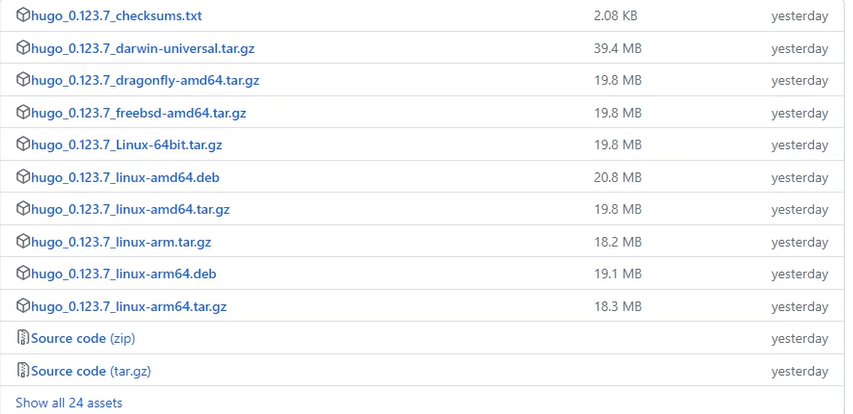 hugo_0.123.7_checksums.txt 2.08 KB yesterday
hugo_0.123.7_darwin-universal.tar.gz 39.4 MB yesterday
hugo_0.123.7_dragonfly-amd64.tar.gz 19.8 MB yesterday
hugo_0.123.7_freebsd-amd64.tar.gz 19.8 MB yesterday
hugo_0.123.7_Linux-64bit.tar.gz 19.8 MB yesterday
hugo_0.123.7_linux-amd64.deb 20.8 MB yesterday
hugo_0.123.7_linux-amd64.tar.gz 19.8 MB yesterday
hugo_0.123.7_linux-arm.tar.gz 18.2 MB yesterday
hugo_0.123.7_linux-arm64.deb 19.1 MB yesterday
hugo_0.123.7_linux-arm64.tar.gz 18.3 MB yesterday
Source code (zip) yesterday
Source code (tar.gz) yesterday
Show all 24 assets